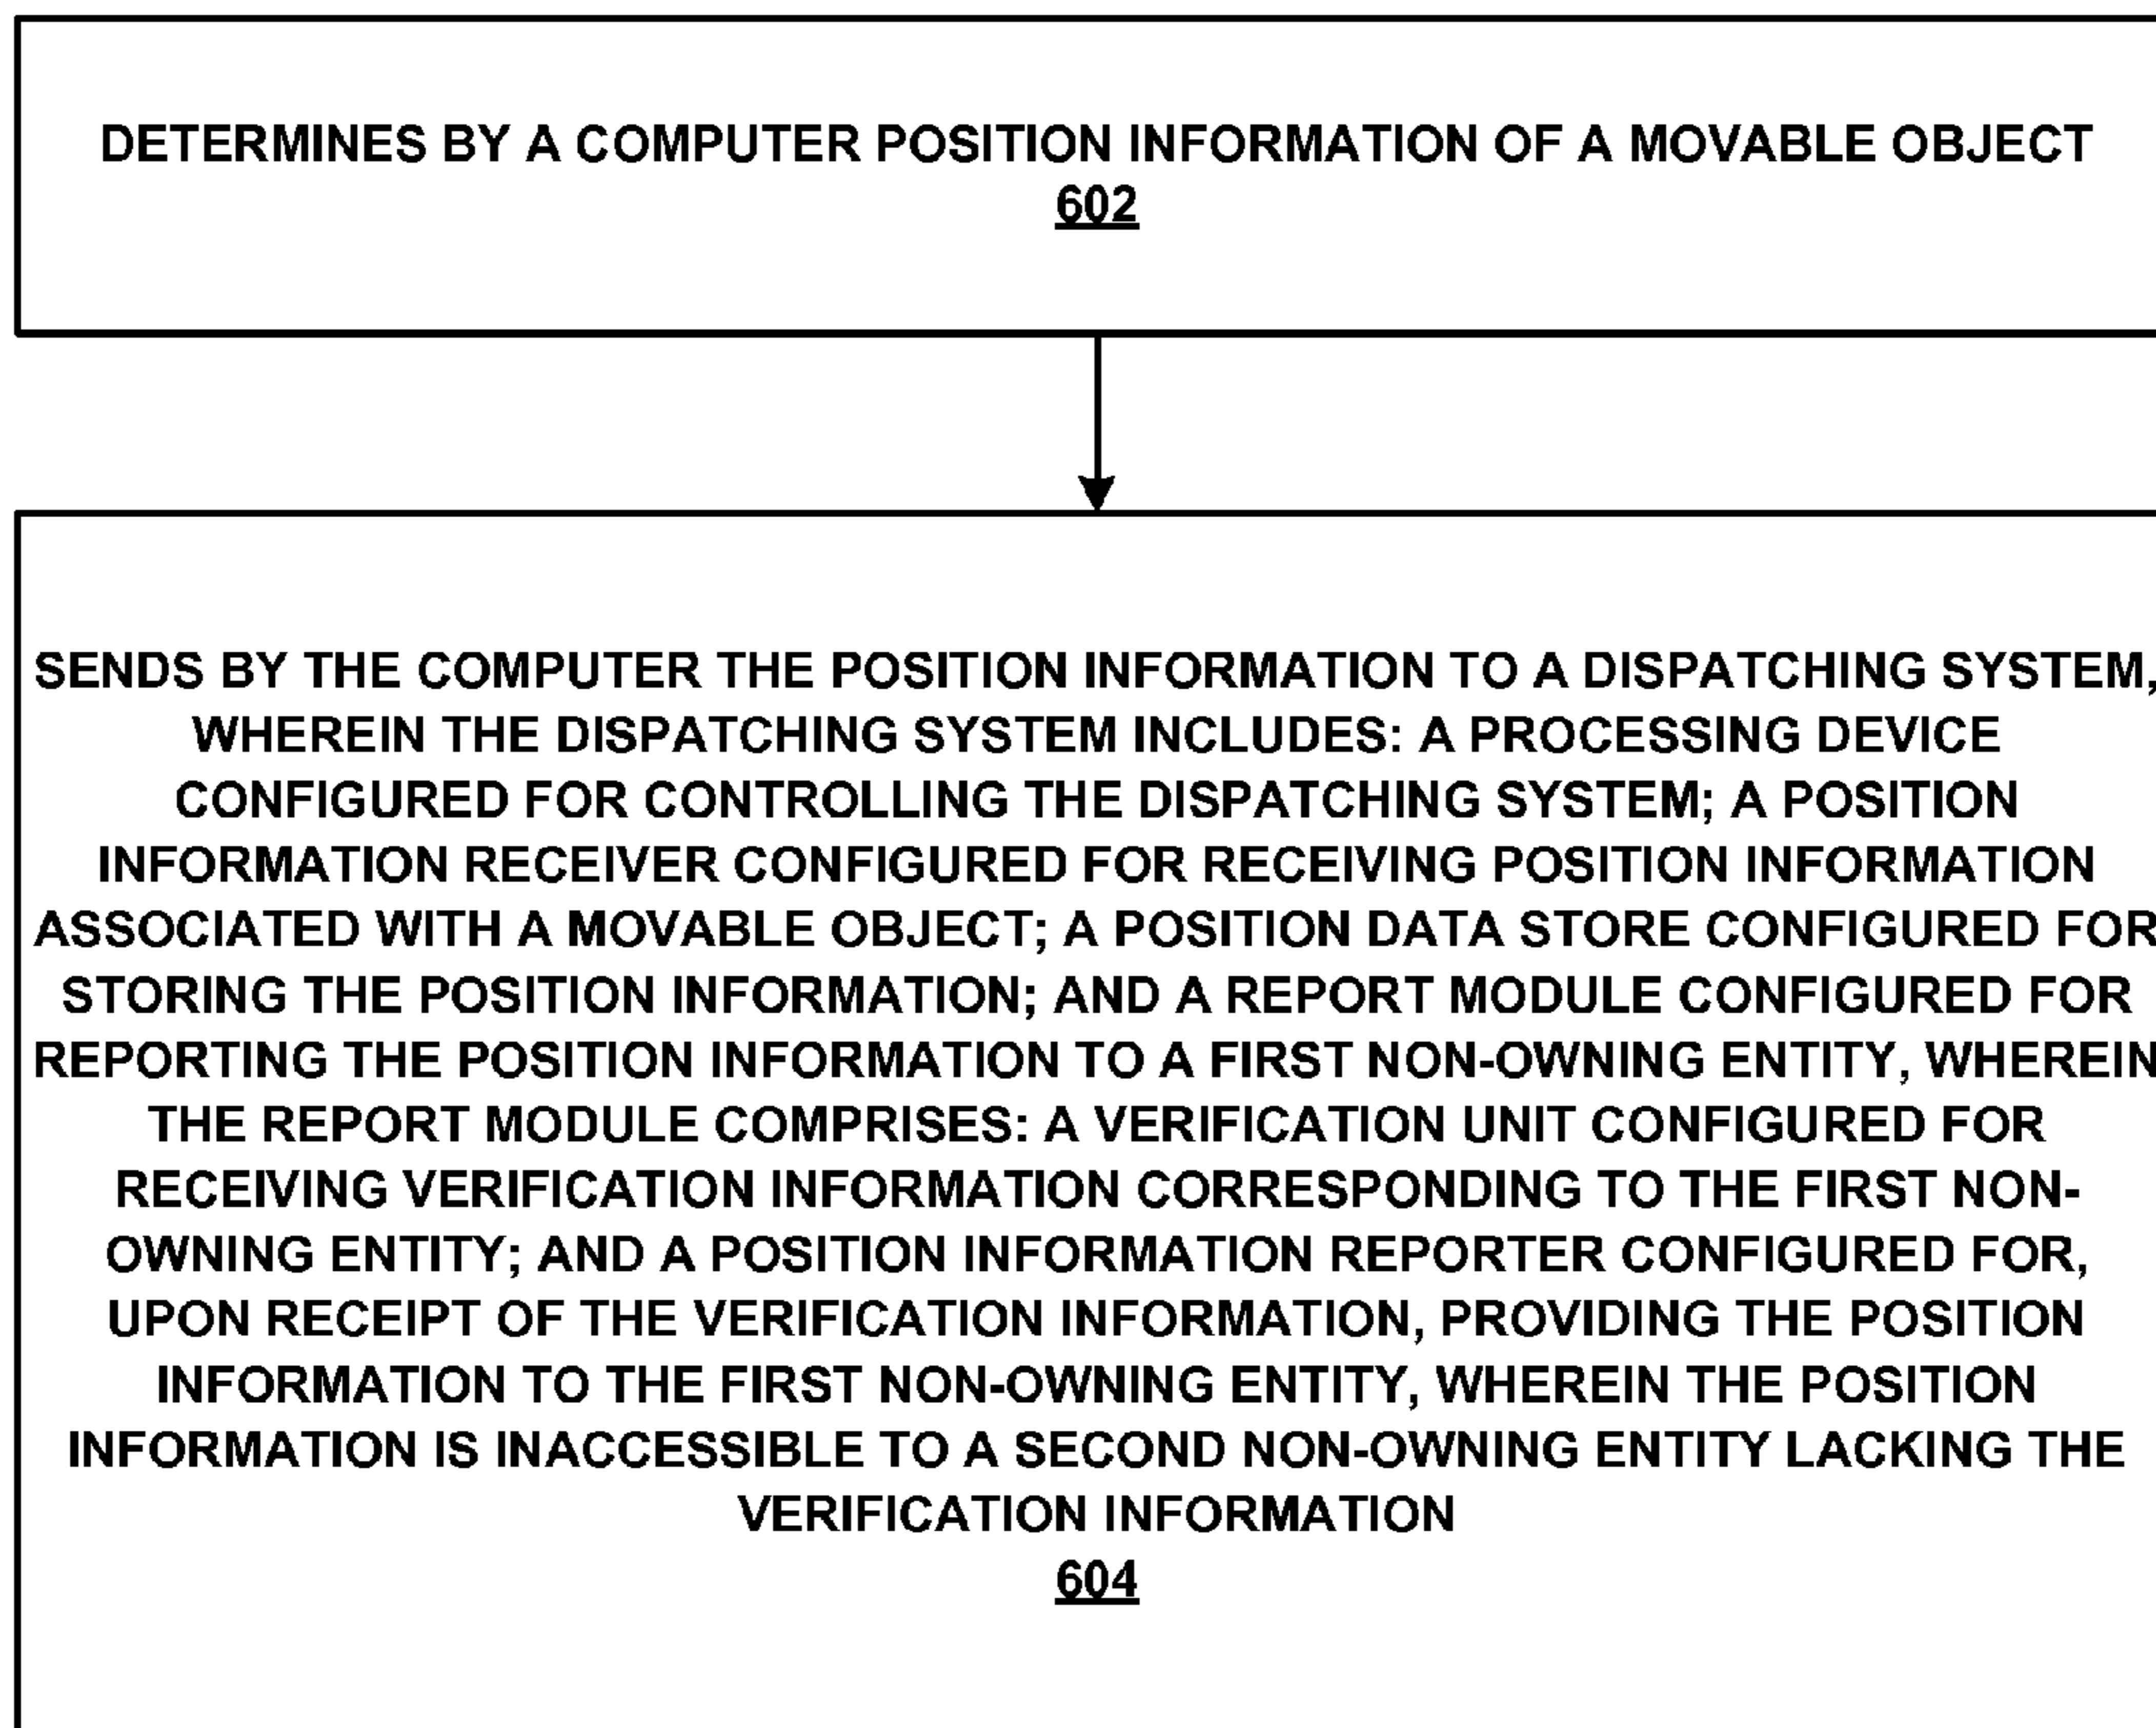 DETERMINES BY A COMPUTER POSITION INFORMATION OF A MOVABLE OBJECT
602
SENDS BY THE COMPUTER THE POSITION INFORMATION TO A DISPATCHING SYSTEM,
WHEREIN THE DISPATCHING SYSTEM INCLUDES: A PROCESSING DEVICE
CONFIGURED FOR CONTROLLING THE DISPATCHING SYSTEM; A POSITION
INFORMATION RECEIVER CONFIGURED FOR RECEIVING POSITION INFORMATION
ASSOCIATED WITH A MOVABLE OBJECT; A POSITION DATA STORE CONFIGURED FOR
STORING THE POSITION INFORMATION; AND A REPORT MODULE CONFIGURED FOR
REPORTING THE POSITION INFORMATION TO A FIRST NON-OWNING ENTITY, WHEREIN
THE REPORT MODULE COMPRISES: A VERIFICATION UNIT CONFIGURED FOR
RECEIVING VERIFICATION INFORMATION CORRESPONDING TO THE FIRST NON-
OWNING ENTITY; AND A POSITION INFORMATION REPORTER CONFIGURED FOR,
UPON RECEIPT OF THE VERIFICATION INFORMATION, PROVIDING THE POSITION
INFORMATION TO THE FIRST NON-OWNING ENTITY, WHEREIN THE POSITION
INFORMATION IS INACCESSIBLE TO A SECOND NON-OWNING ENTITY LACKING THE
VERIFICATION INFORMATION
604